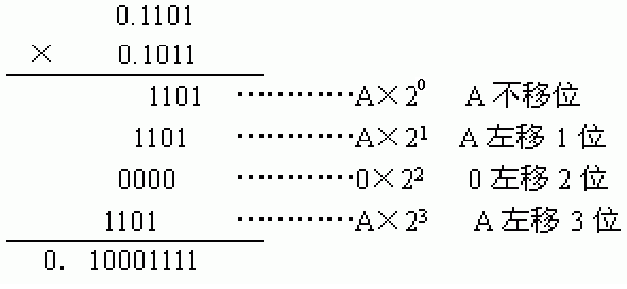 0.1101
× 0.1011
1101 …………A×2⁰ A 不移位
1101 …………A×2¹ A 左移 1 位
0000 …………0×2² 0 左移 2 位
1101 …………A×2³ A 左移 3 位
0. 10001111